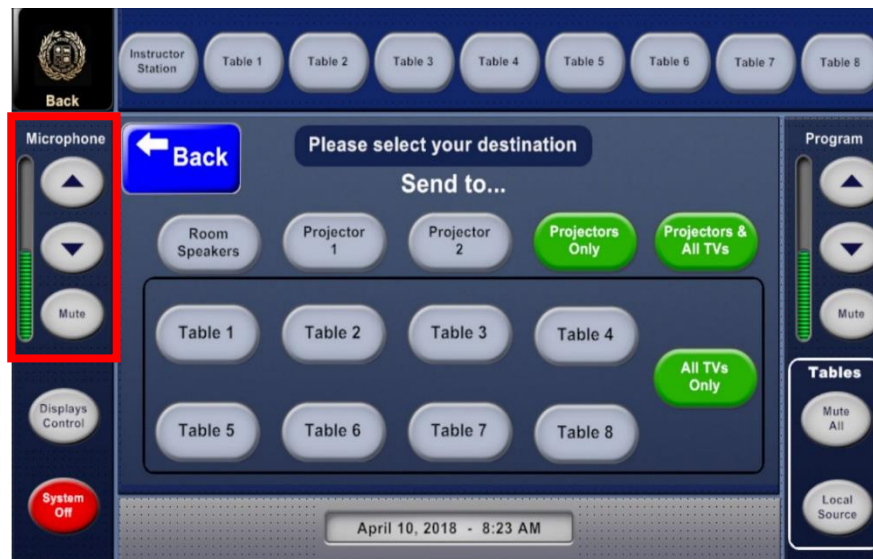 Back
Instructor
Station
Table 1
Table 2
Table 3
Table 4
Table 5
Table 6
Table 7
Table 8
Microphone
Mute
Displays
Control
System
Off
Back
Please select your destination
Send to...
Room
Speakers
Projector
1
Projector
2
Projectors
Only
Projectors &
All TVs
Table 1
Table 2
Table 3
Table 4
All TVs
Only
Table 5
Table 6
Table 7
Table 8
April 10, 2018 - 8:23 AM
Program
Mute
Tables
Mute
All
Local
Source